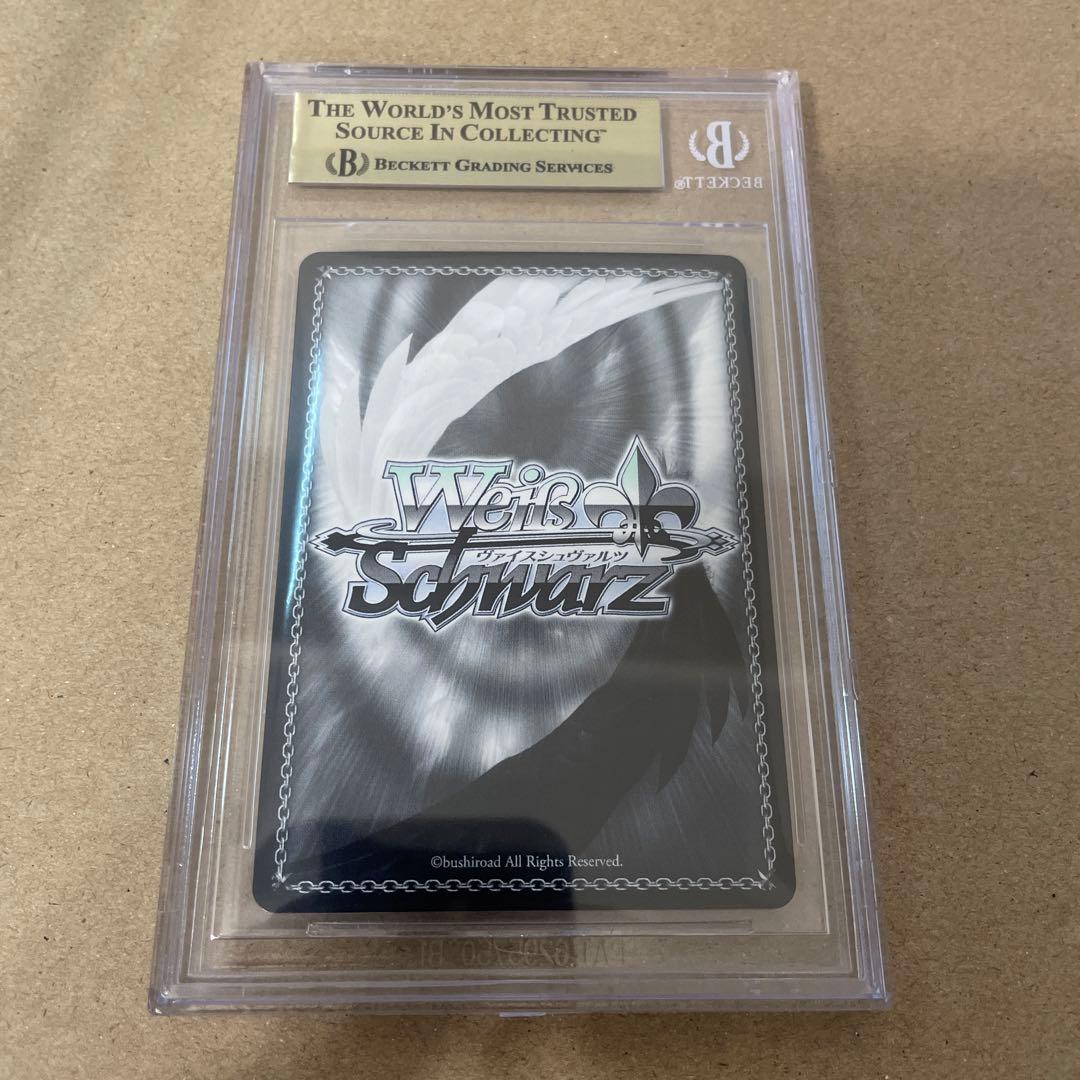 THE WORLD'S MOST TRUSTED
SOURCE IN COLLECTING™
B BECKETT GRADING SERVICES
B
BECKETT®
Weiß
ヴァイスシュヴァルツ
Schwarz
©bushiroad All Rights Reserved.